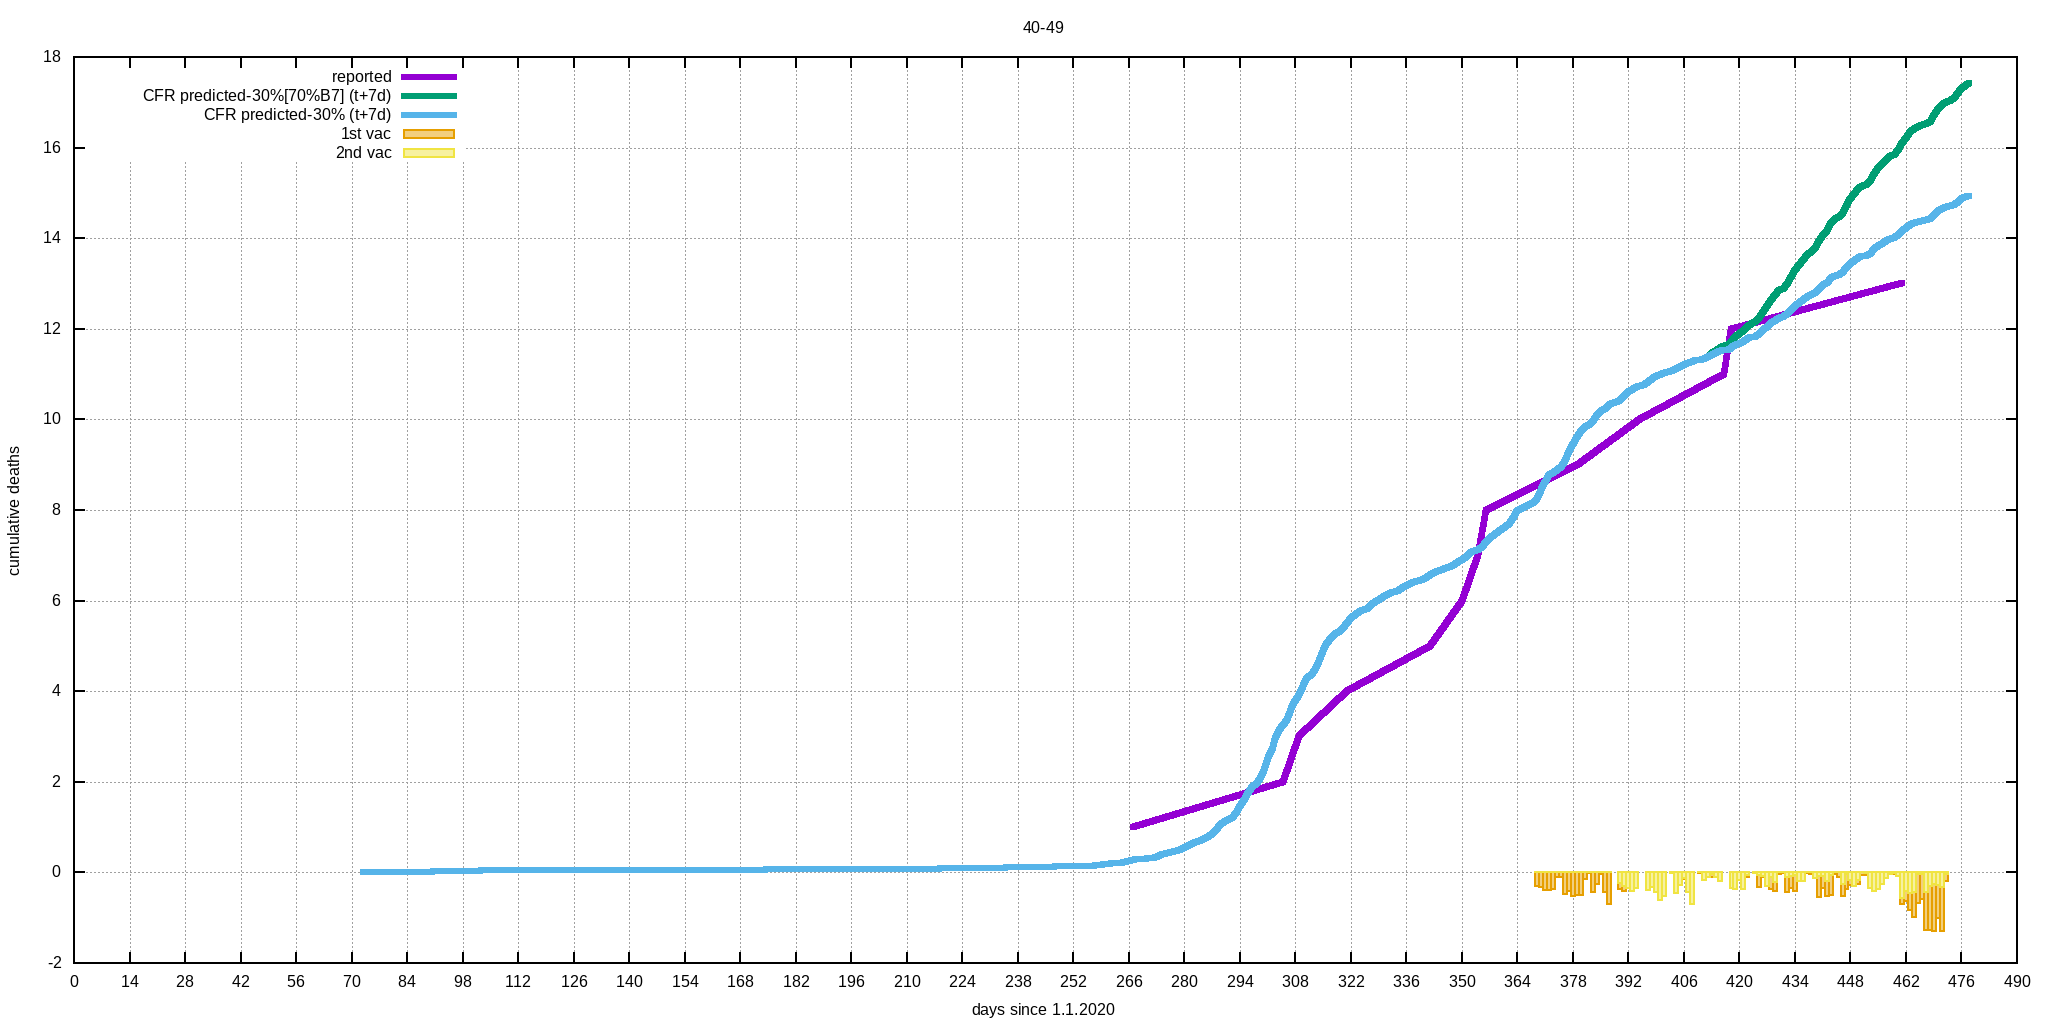 40-49
18
16
14
12
10
8
6
4
2
0
-2
cumulative deaths
reported
CFR predicted-30%[70%B7] (t+7d)
CFR predicted-30% (t+7d)
1st vac
2nd vac
0 14 28 42 56 70 84 98 112 126 140 154 168 182 196 210 224 238 252 266 280 294 308 322 336 350 364 378 392 406 420 434 448 462 476 490
days since 1.1.2020